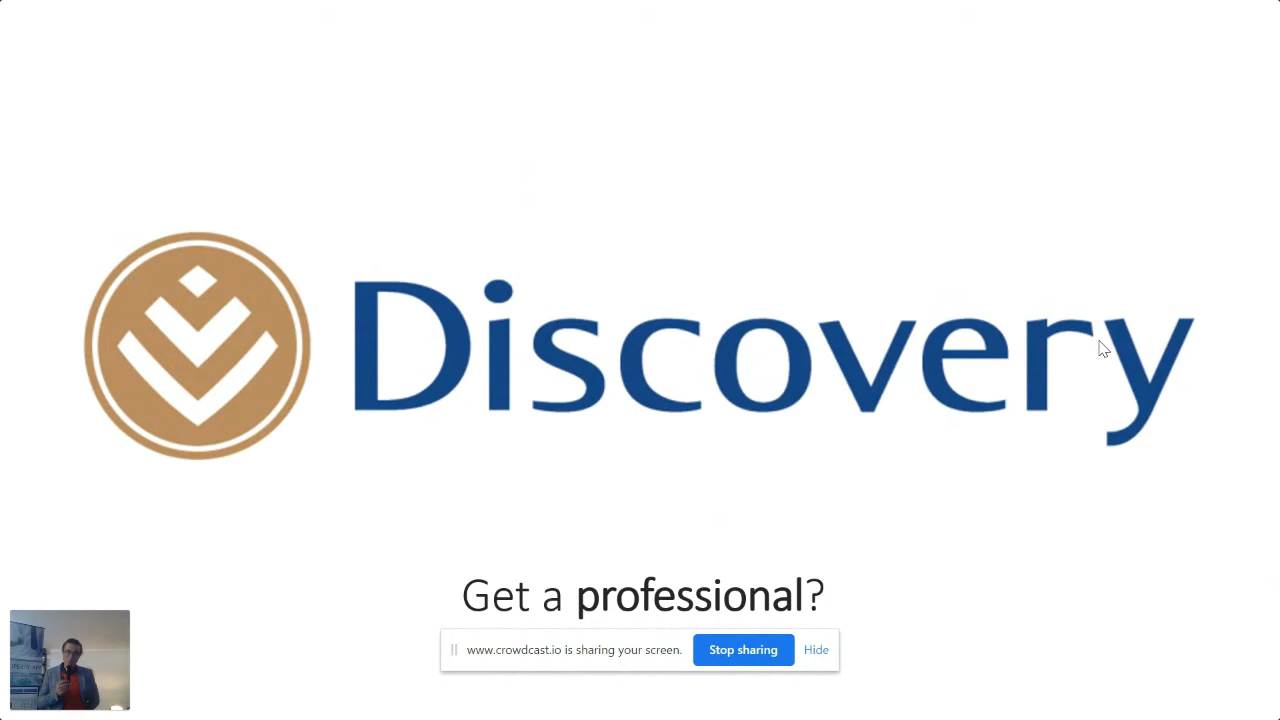 Discovery
Get a professional?
www.crowdcast.io is sharing your screen.
Stop sharing
Hide